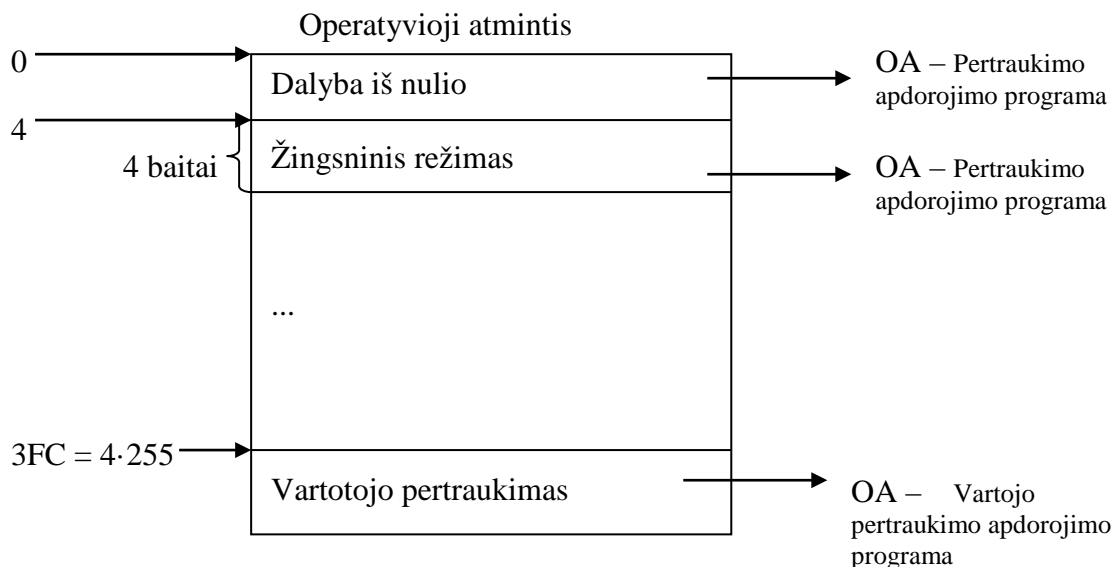 Operatyvioji atmintis
0
Dalyba iš nulio
OA – Pertraukimo
apdorojimo programa
4
4 baitai
Žingsninis režimas
OA – Pertraukimo
apdorojimo programa
...
3FC = 4·255
Vartotojo pertraukimas
OA – Vartojo
pertraukimo apdorojimo
programa